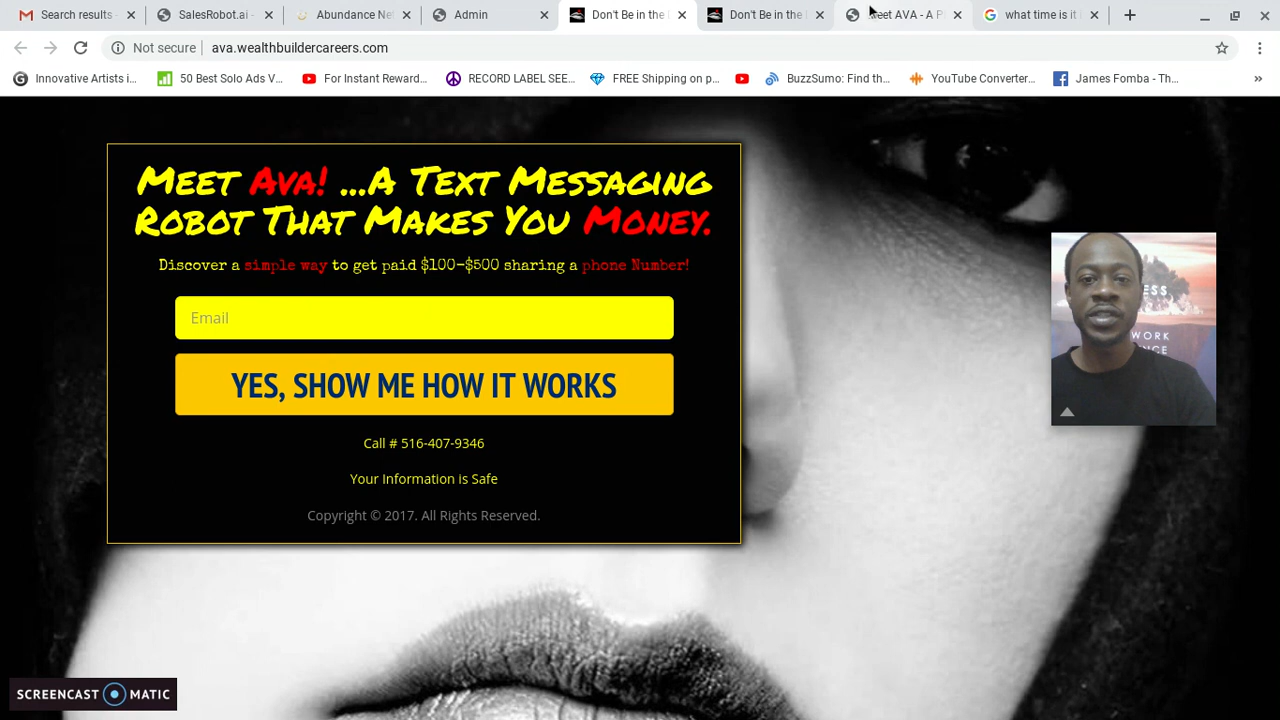 Search results -
SalesRobot.ai -
Abundance Ne
Admin
Don't Be in the
Don't Be in the
Meet AVA - A P
what time is it
Not secure
ava.wealthbuildercareers.com
Innovative Artists i...
50 Best Solo Ads V...
For Instant Reward...
RECORD LABEL SEE...
FREE Shipping on p...
BuzzSumo: Find th...
YouTube Converter...
James Fomba - Th...
»
Meet Ava! ...A Text Messaging
Robot That Makes You Money.
Discover a simple way to get paid $100-$500 sharing a phone Number!
Email
YES, SHOW ME HOW IT WORKS
Call # 516-407-9346
Your Information is Safe
Copyright © 2017. All Rights Reserved.
WORK
SCREENCAST MATIC